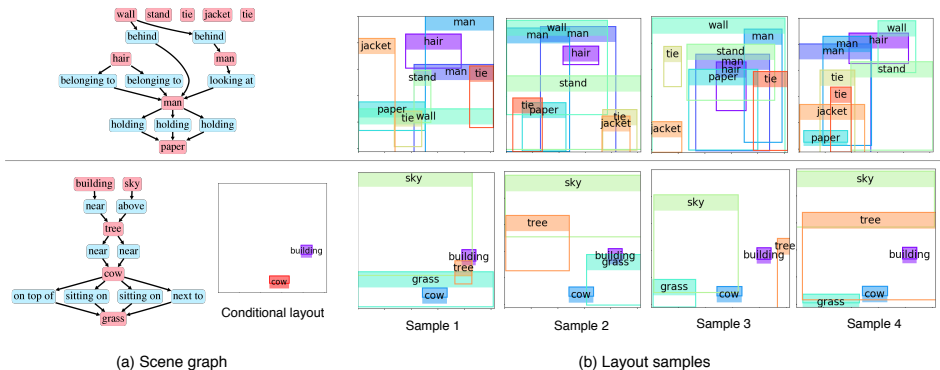 wall stand tie jacket tie
behind behind
hair man
belonging to belonging to looking at
man
holding holding holding
paper
man
jacket hair
man tie
stand
paper
tie wall
wall
man man
hair
stand
tie
paper tie
jacket
wall
man
tie stand
man
hair
paper tie
jacket
wall
man hair
man
stand
tie
tie
jacket
paper
building sky
near above
tree
near near
cow
on top of sitting on sitting on next to
grass
building
cow
Conditional layout
sky
building
tree
grass
cow
Sample 1
sky
tree
building
grass
cow
Sample 2
sky
tree
building
grass
cow
Sample 3
sky
tree
building
cow
grass
Sample 4
(a) Scene graph
(b) Layout samples